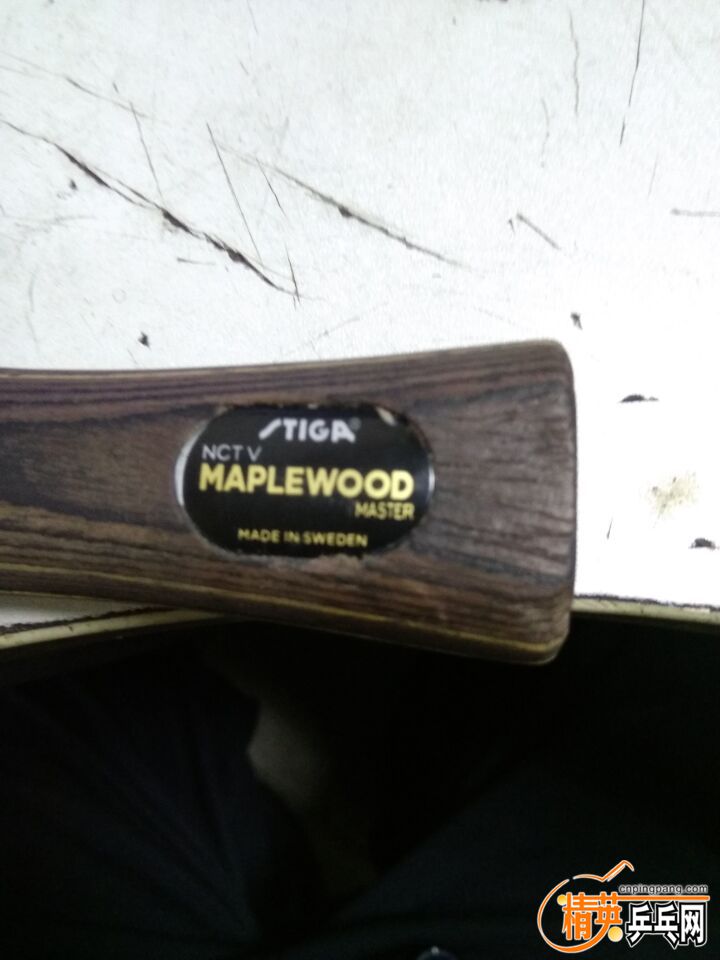 STIGA®
NCT V
MAPLEWOOD
MASTER
MADE IN SWEDEN
cnpingpang.com
精英乒乓网